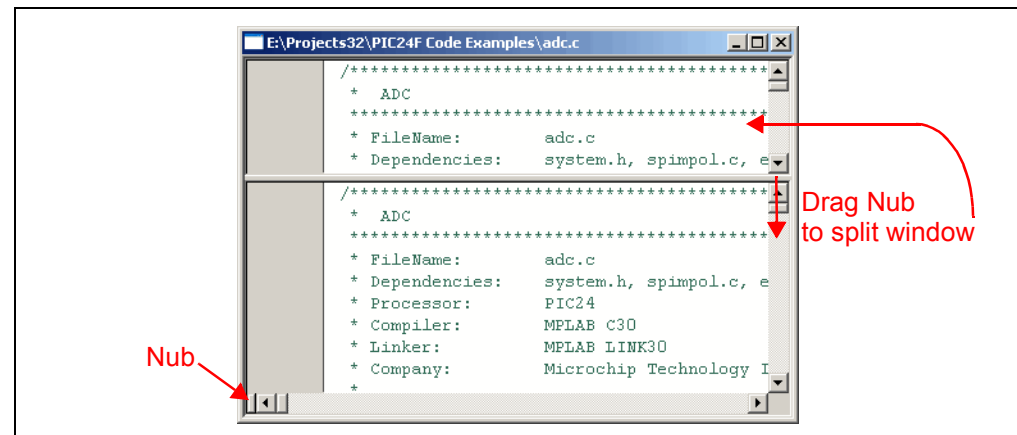 E:\Projects32\PIC24F Code Examples\adc.c
/*****************************************
* ADC
*****************************************
* FileName: adc.c
* Dependencies: system.h, spimpol.c, e
/*****************************************
* ADC
*****************************************
* FileName: adc.c
* Dependencies: system.h, spimpol.c, e
* Processor: PIC24
* Compiler: MPLAB C30
* Linker: MPLAB LINK30
* Company: Microchip Technology I
*
Drag Nub
to split window
Nub